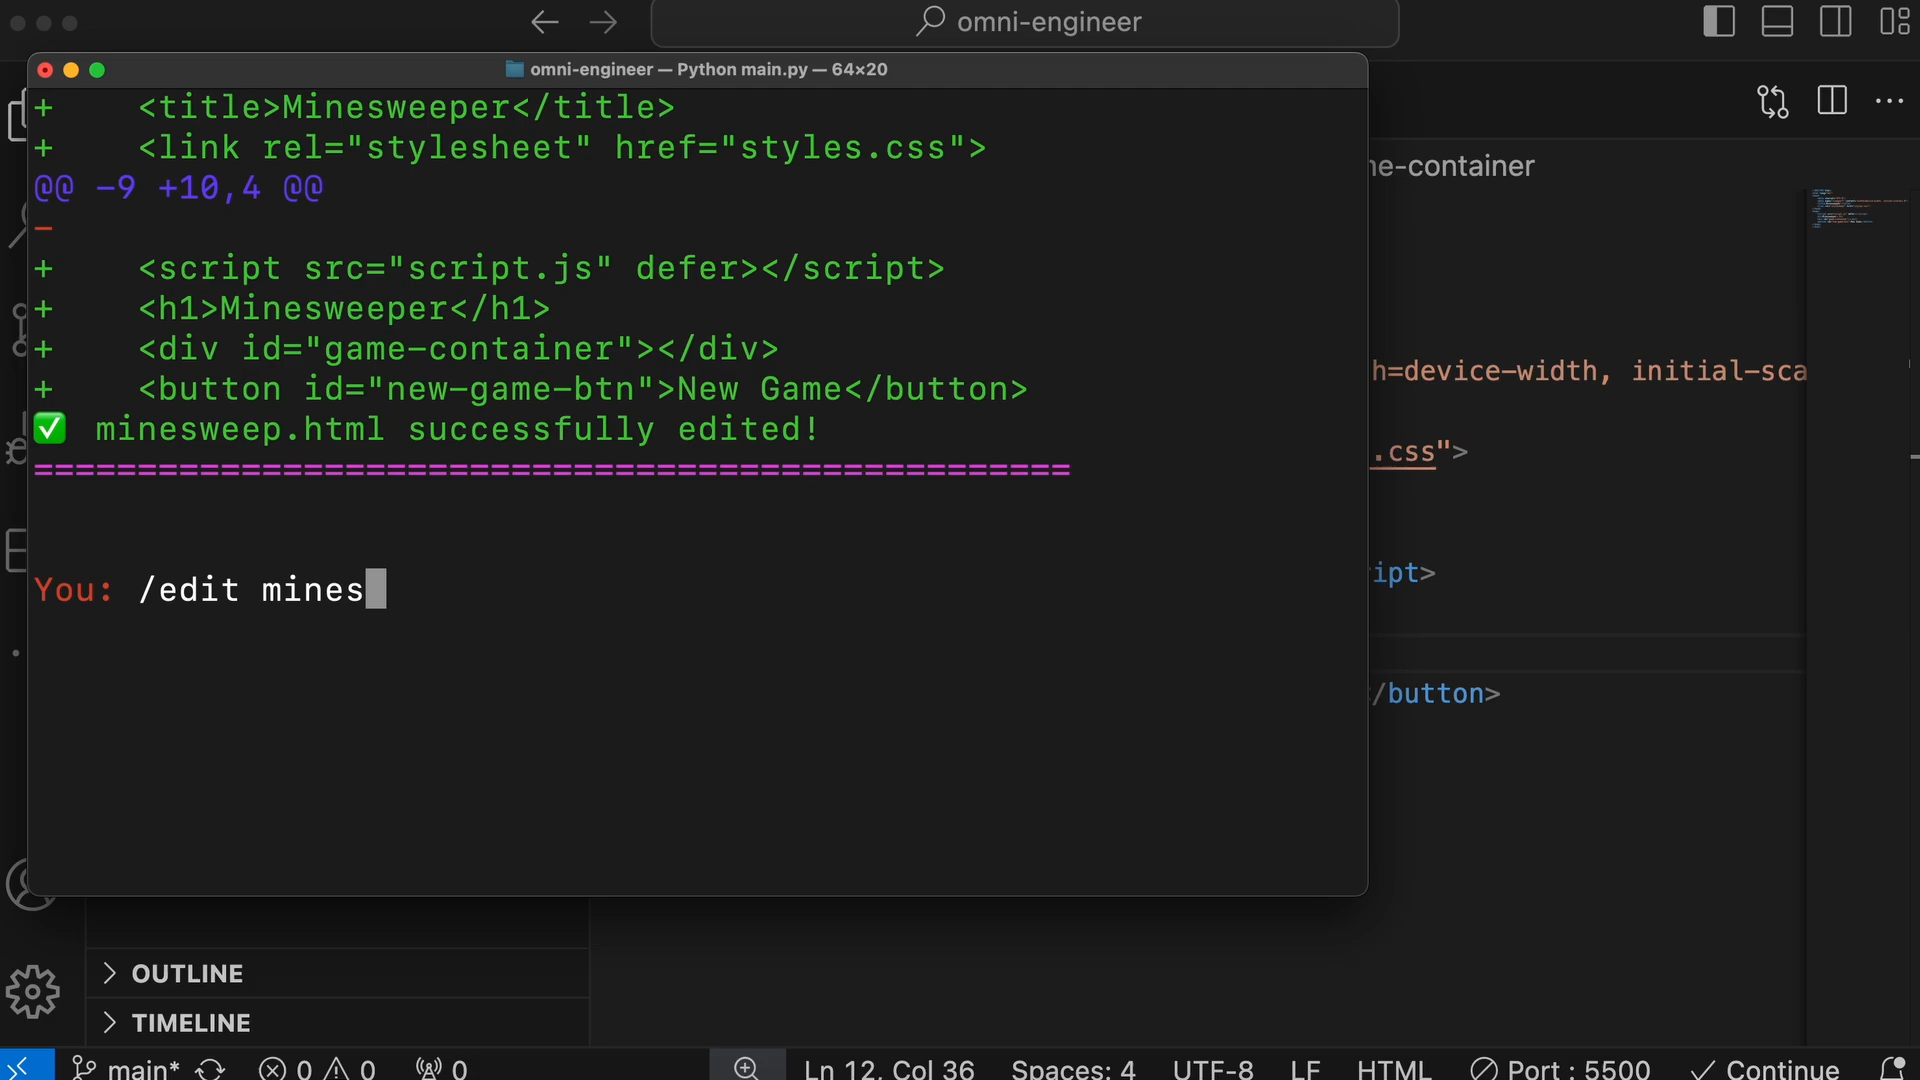 omni-engineer
omni-engineer — Python main.py — 64×20
+ <title>Minesweeper</title>
+ <link rel="stylesheet" href="styles.css">
@@ -9 +10,4 @@
-
+ <script src="script.js" defer></script>
+ <h1>Minesweeper</h1>
+ <div id="game-container"></div>
+ <button id="new-game-btn">New Game</button>
✅ minesweep.html successfully edited!
==================================================
You: /edit mines
ne-container
h=device-width, initial-sca
.css">
ipt>
/button>
OUTLINE
TIMELINE
main* 0 0 0 Ln 12, Col 36 Spaces: 4 UTF-8 LF HTML Port : 5500 Continue